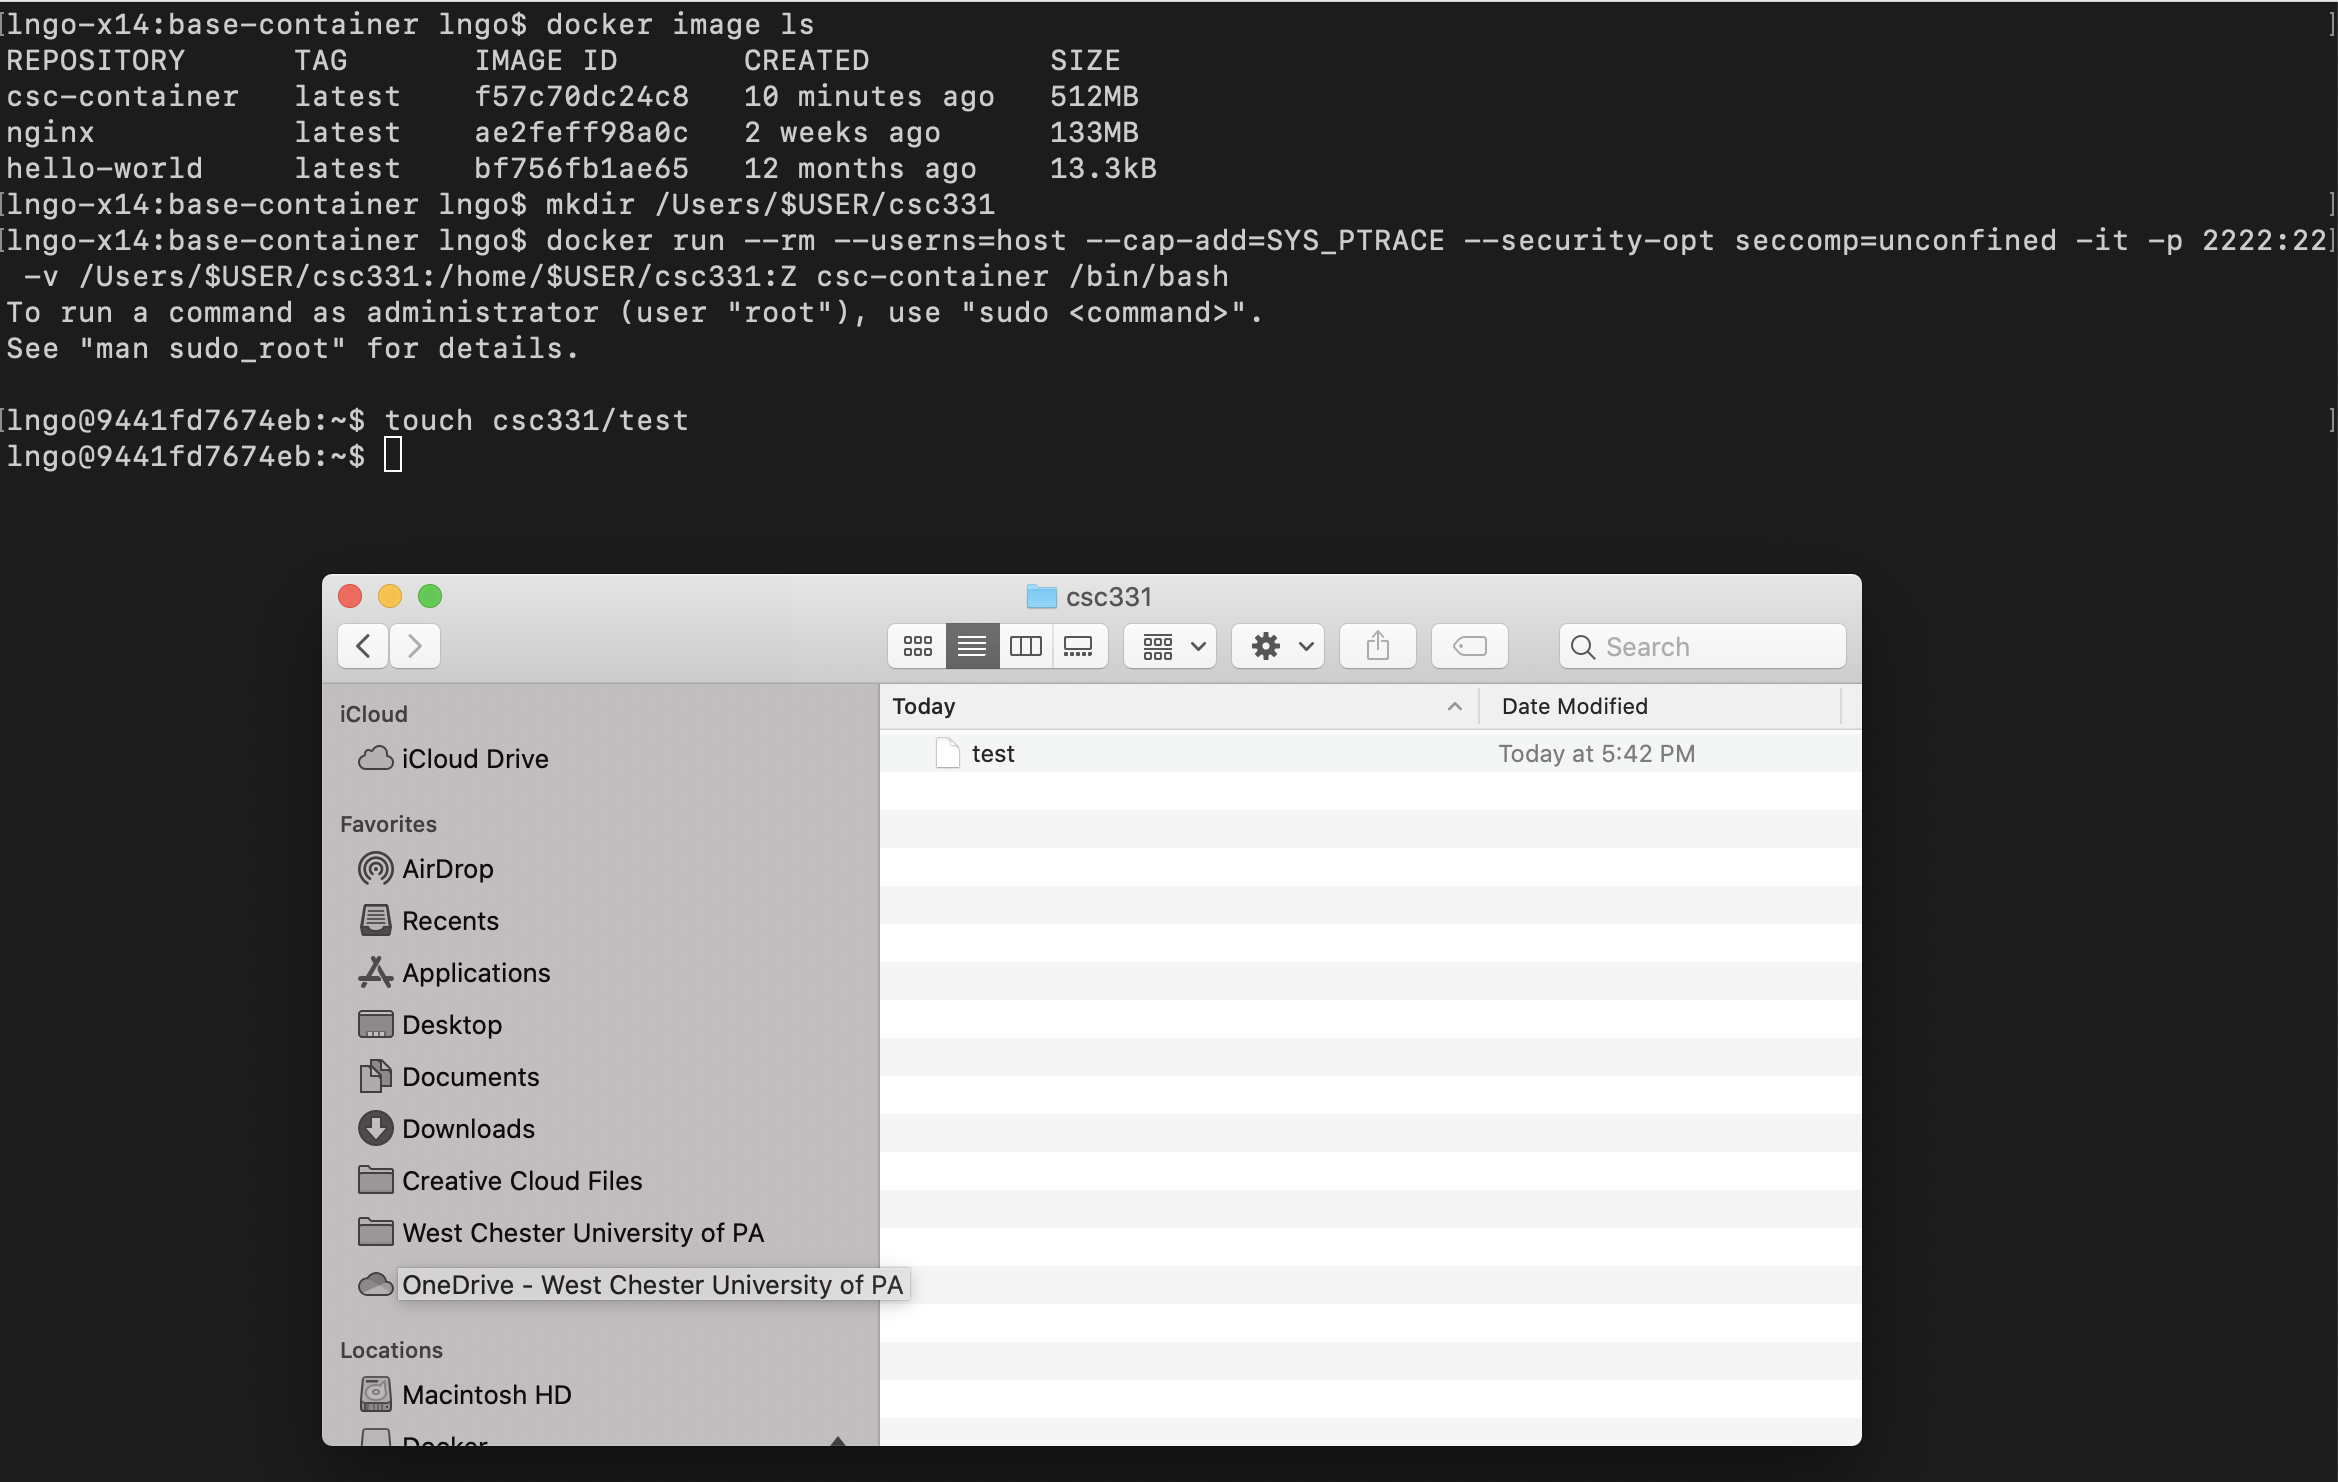 [lngo-x14:base-container lngo$ docker image ls ]
REPOSITORY TAG IMAGE ID CREATED SIZE
csc-container latest f57c70dc24c8 10 minutes ago 512MB
nginx latest ae2feff98a0c 2 weeks ago 133MB
hello-world latest bf756fb1ae65 12 months ago 13.3kB
[lngo-x14:base-container lngo$ mkdir /Users/$USER/csc331 ]
[lngo-x14:base-container lngo$ docker run --rm --userns=host --cap-add=SYS_PTRACE --security-opt seccomp=unconfined -it -p 2222:22]
-v /Users/$USER/csc331:/home/$USER/csc331:Z csc-container /bin/bash
To run a command as administrator (user "root"), use "sudo <command>".
See "man sudo_root" for details.
[lngo@9441fd7674eb:~$ touch csc331/test ]
lngo@9441fd7674eb:~$
csc331
Search
iCloud
iCloud Drive
Favorites
AirDrop
Recents
Applications
Desktop
Documents
Downloads
Creative Cloud Files
West Chester University of PA
OneDrive - West Chester University of PA
Locations
Macintosh HD
Docker
Today Date Modified
test Today at 5:42 PM